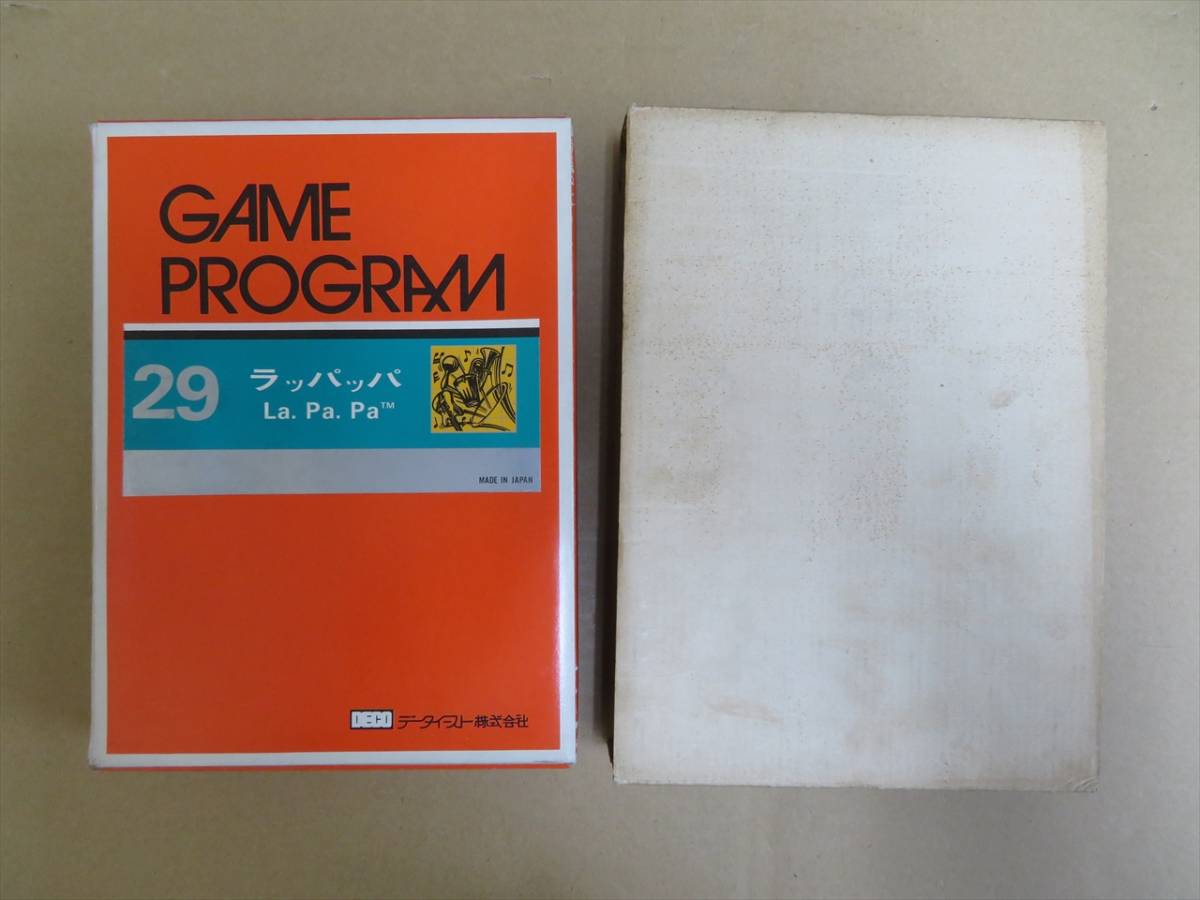 GAME
PROGRAM
29
ラッパッパ
La. Pa. Pa™
MADE IN JAPAN
DECO データイースト株式会社